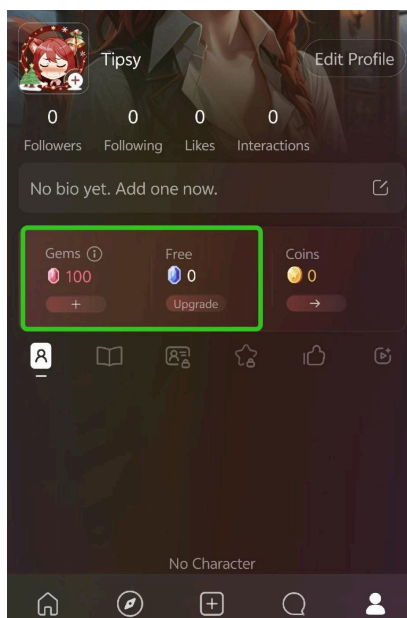 Tipsy
Edit Profile
0 0 0 0
Followers Following Likes Interactions
No bio yet. Add one now.
Gems Free Coins
100 0 0
+ Upgrade →
No Character